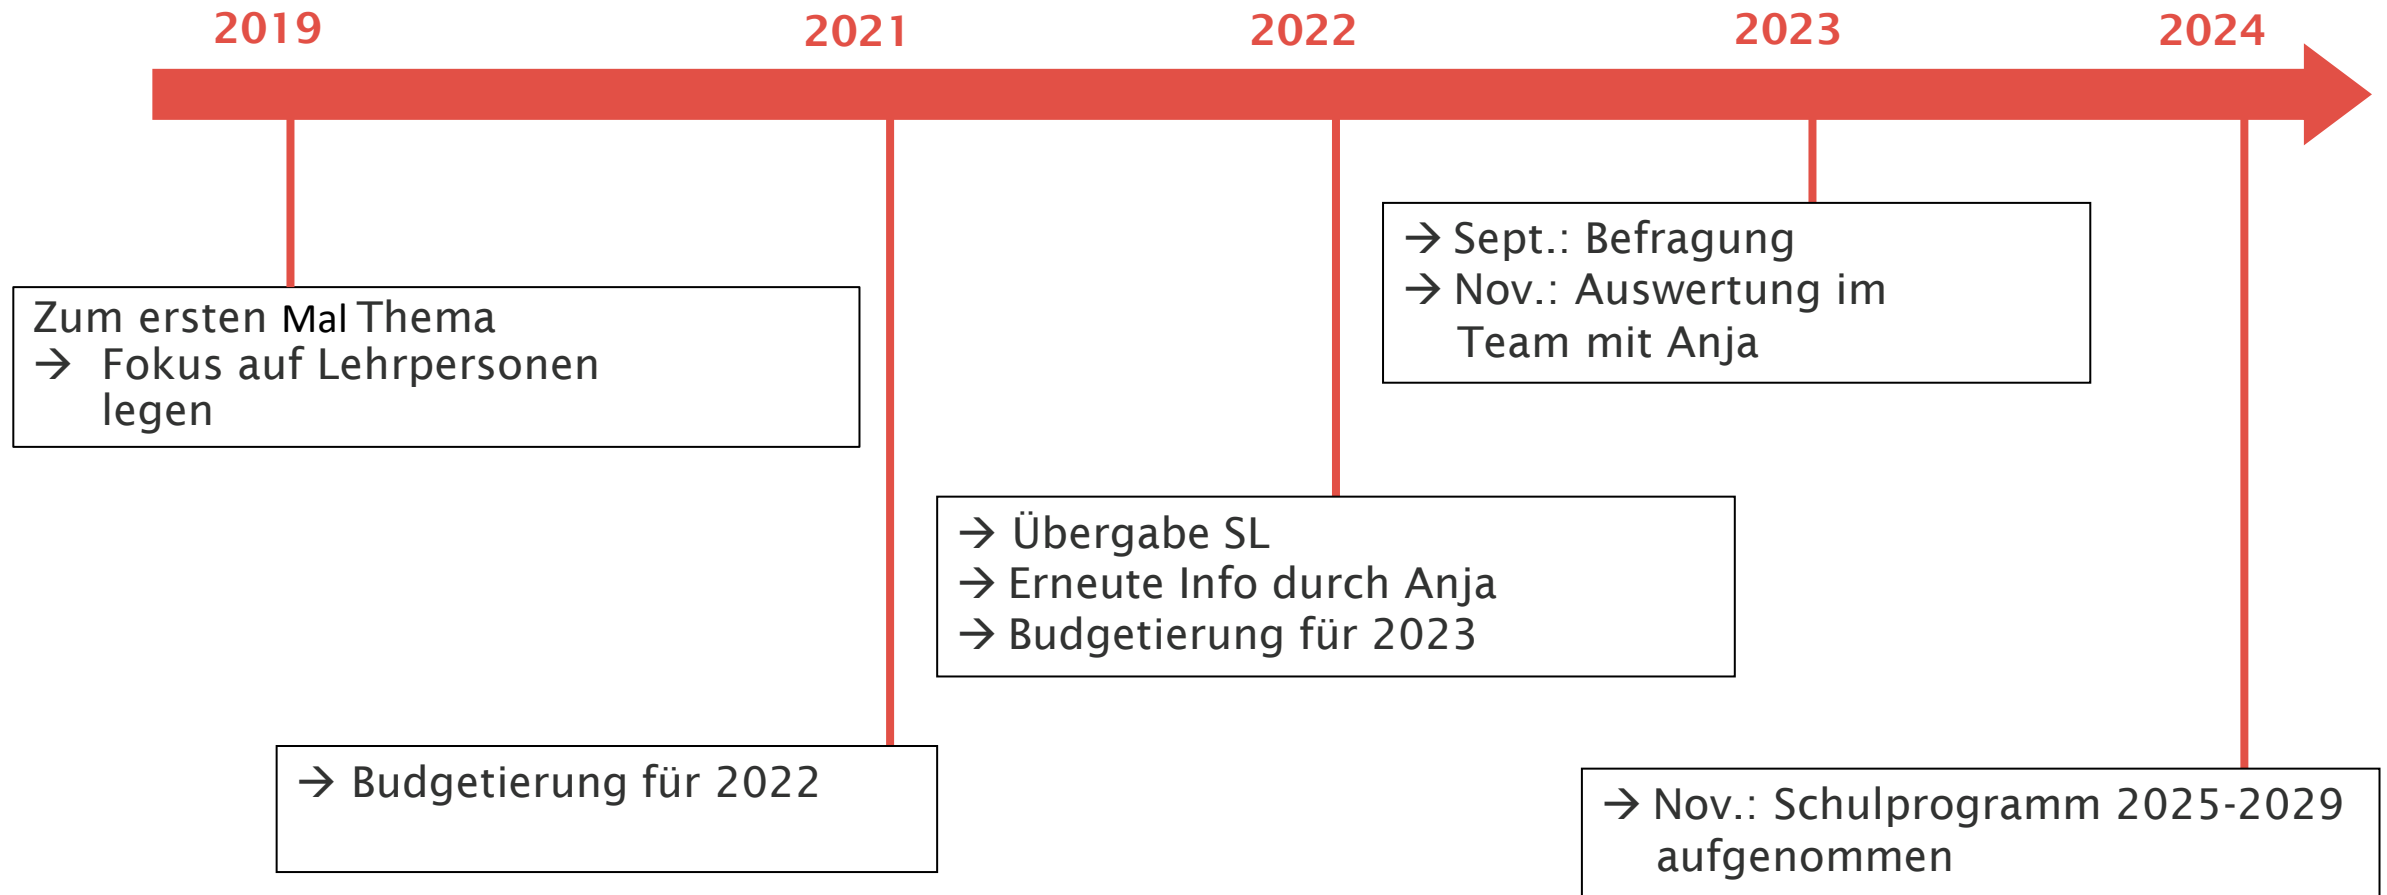 2019
2021
2022
2023
2024
Zum ersten Mal Thema
→ Fokus auf Lehrpersonen
legen
→ Budgetierung für 2022
→ Übergabe SL
→ Erneute Info durch Anja
→ Budgetierung für 2023
→ Sept.: Befragung
→ Nov.: Auswertung im
Team mit Anja
→ Nov.: Schulprogramm 2025-2029
aufgenommen